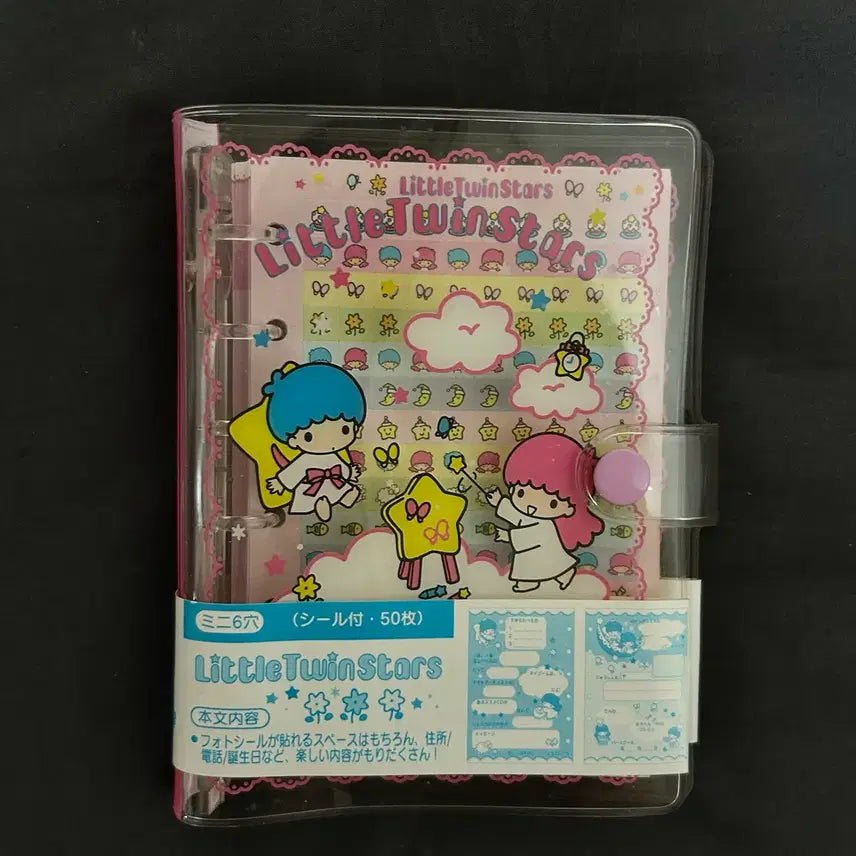 LittleTwinStars
LittleTwinStars
ミニ6穴
(シール付・50枚)
LittleTwinStars
本文内容
•フォトシールが貼れるスペースはもちろん、住所/
電話/誕生日など、楽しい内容がもりだくさん!